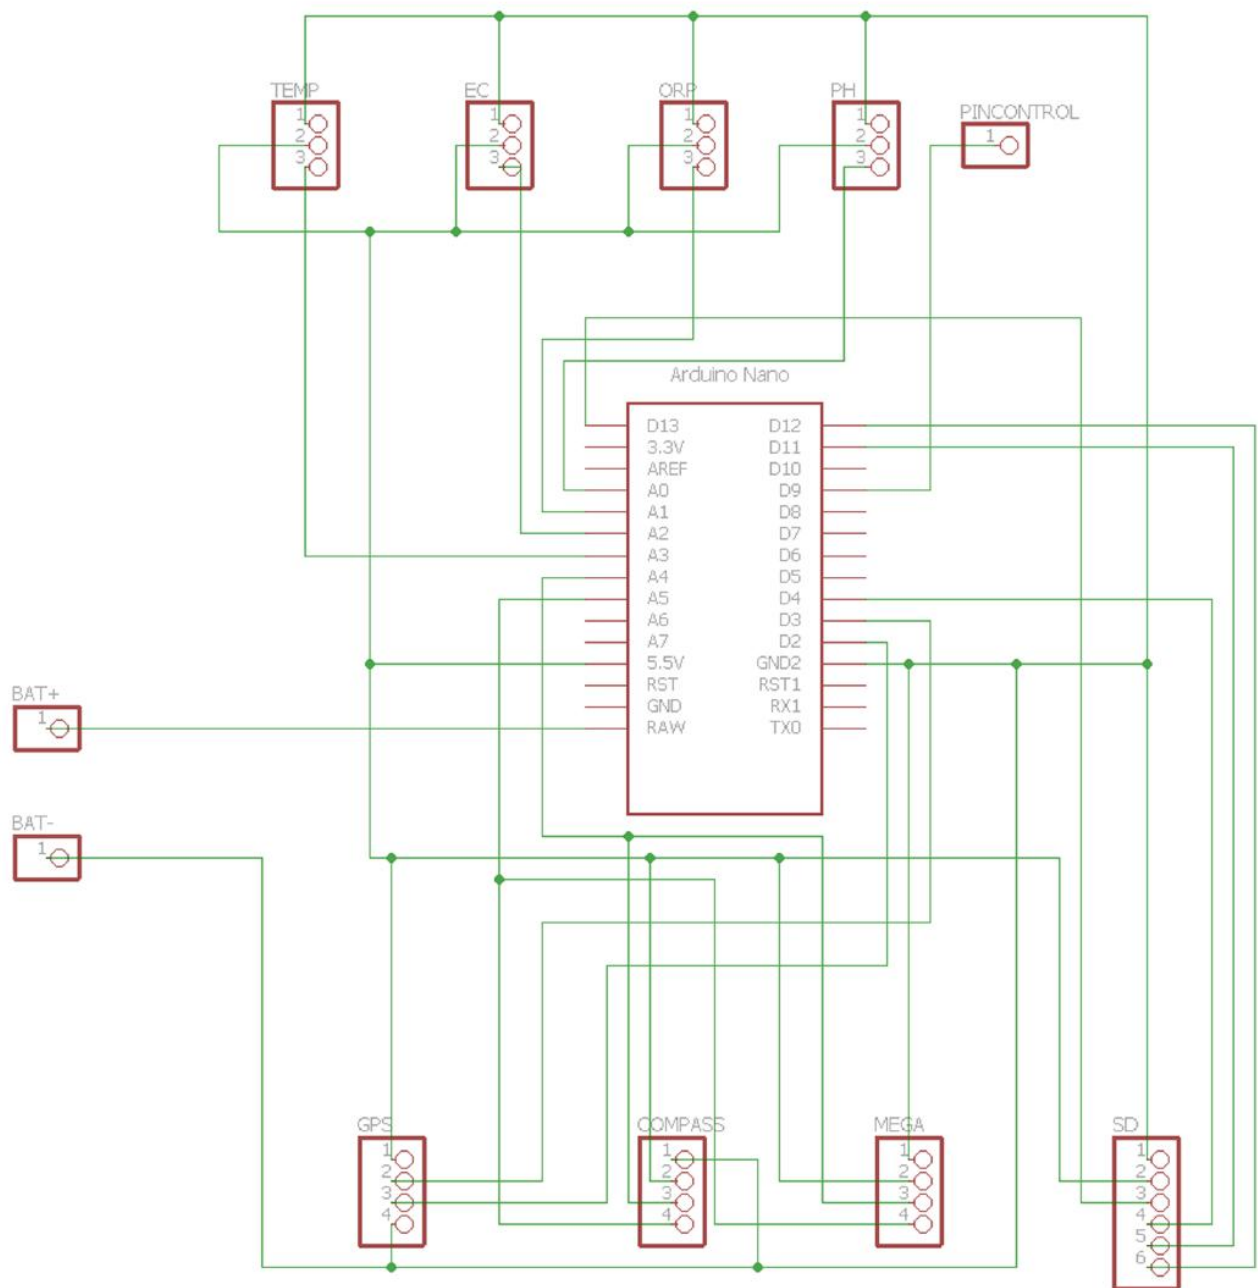 TEMP
1
2
3
EC
1
2
3
ORP
1
2
3
PH
1
2
3
PINCONTROL
1
Arduino Nano
D13 D12
3.3V D11
AREF D10
A0 D9
A1 D8
A2 D7
A3 D6
A4 D5
A5 D4
A6 D3
A7 D2
5.5V GND2
RST RST1
GND RX1
RAW TX0
BAT+
1
BAT-
1
GPS
1
2
3
4
COMPASS
1
2
3
4
MEGA
1
2
3
4
SD
1
2
3
4
5
6